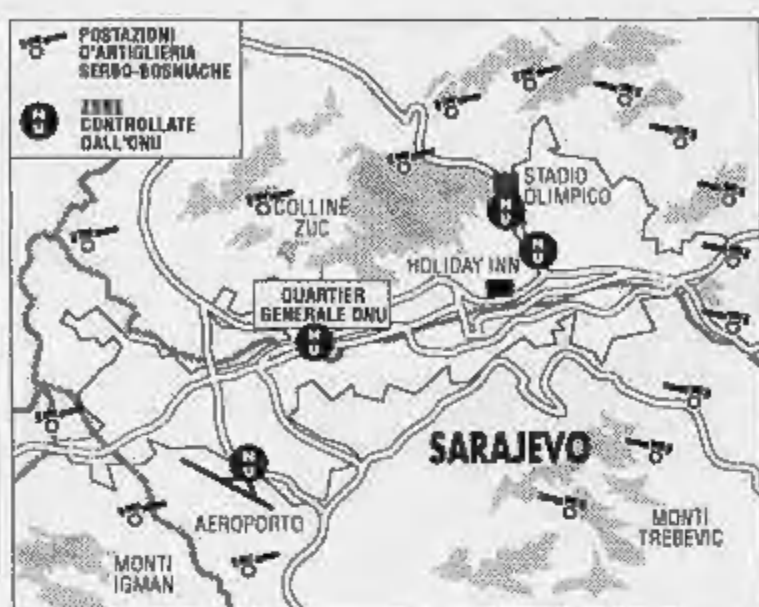 POSTAZIONI
D'ARTIGLIERIA
SERBO-BOSNIACHE
ZONE
CONTROLLATE
DALL'ONU
STADIO
OLIMPICO
COLLINE
ZUC
HOLIDAY INN
QUARTIER
GENERALE ONU
SARAJEVO
AEROPORTO
MONTI
TREBEVIC
MONTI
IGMAN